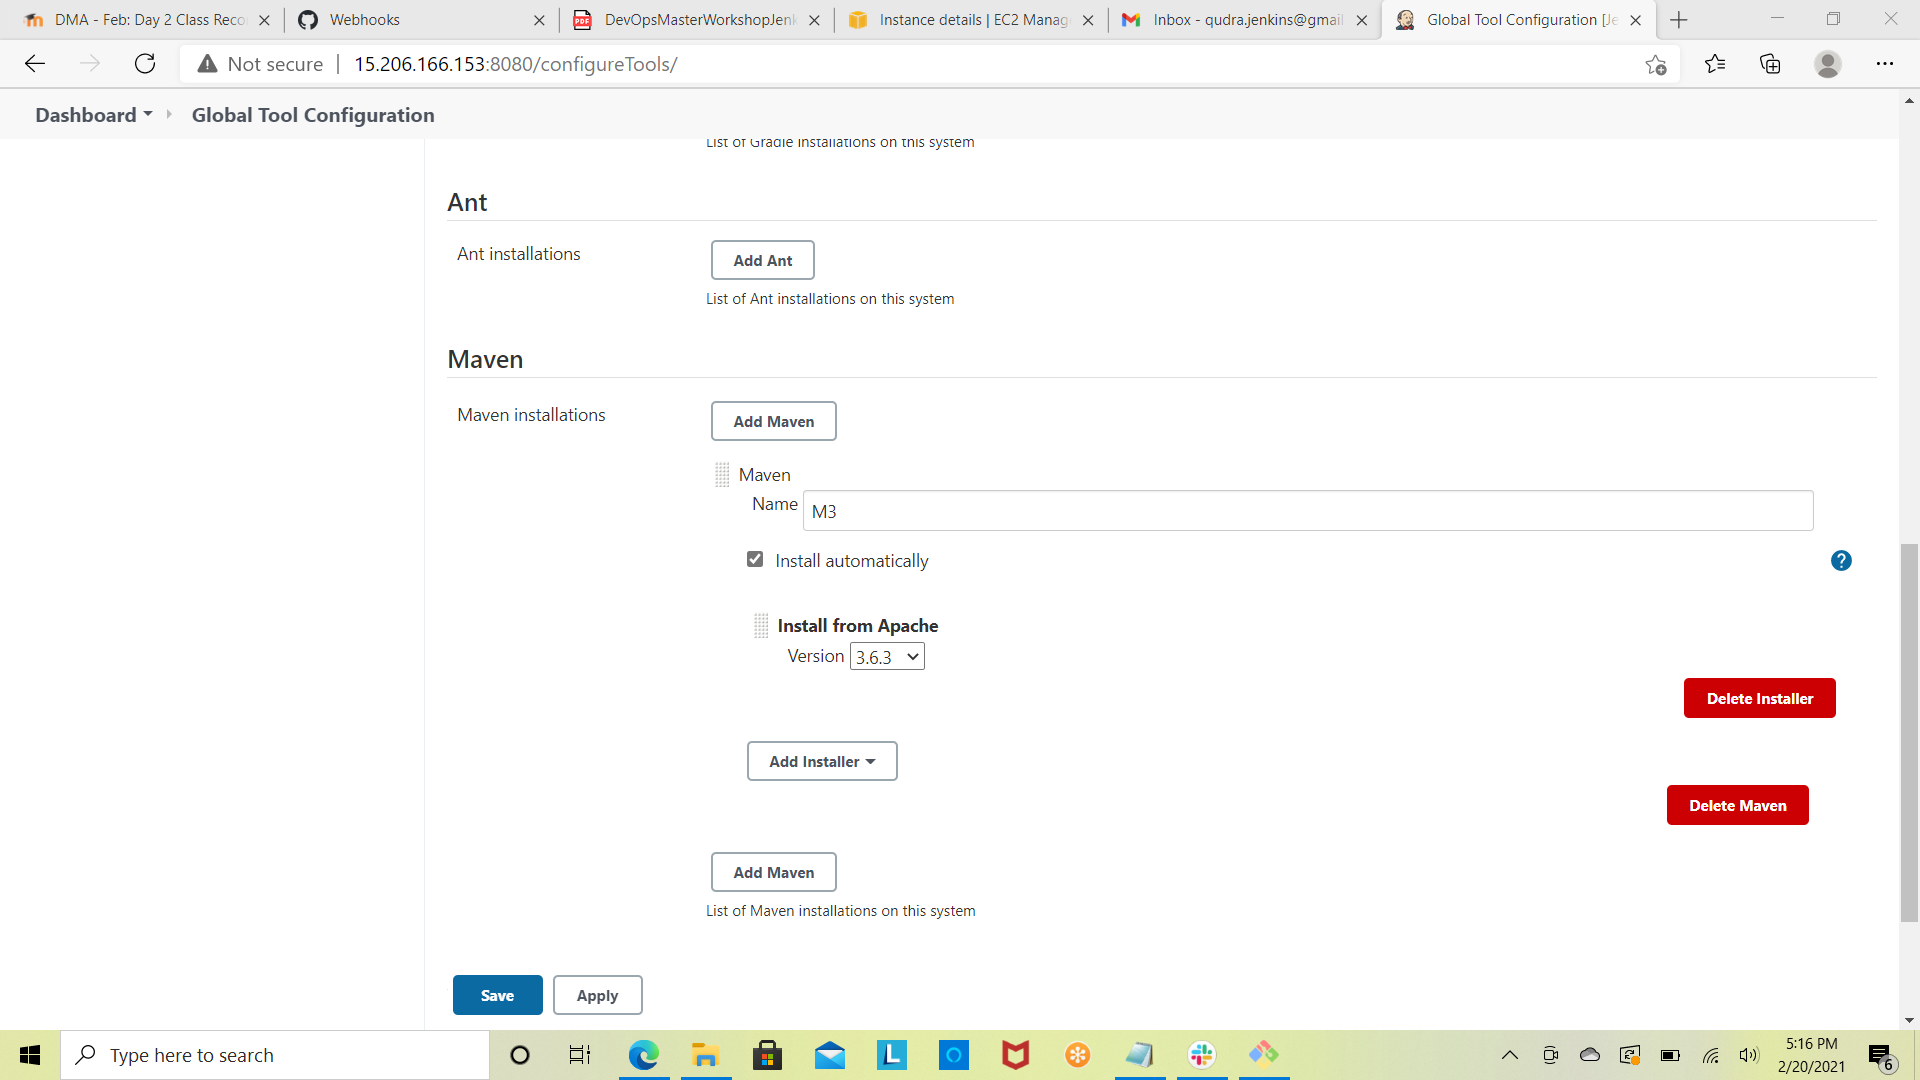 DMA - Feb: Day 2 Class Reco
Webhooks
DevOpsMasterWorkshopJenk
Instance details | EC2 Manag
Inbox - qudra.jenkins@gmail
Global Tool Configuration [Je
Not secure | 15.206.166.153:8080/configureTools/
Dashboard
Global Tool Configuration
List of Gradle installations on this system
Ant
Ant installations
Add Ant
List of Ant installations on this system
Maven
Maven installations
Add Maven
Maven
Name
M3
Install automatically
?
Install from Apache
Version 3.6.3
Delete Installer
Add Installer
Delete Maven
Add Maven
List of Maven installations on this system
Save
Apply
Type here to search
L
5:16 PM
2/20/2021
6